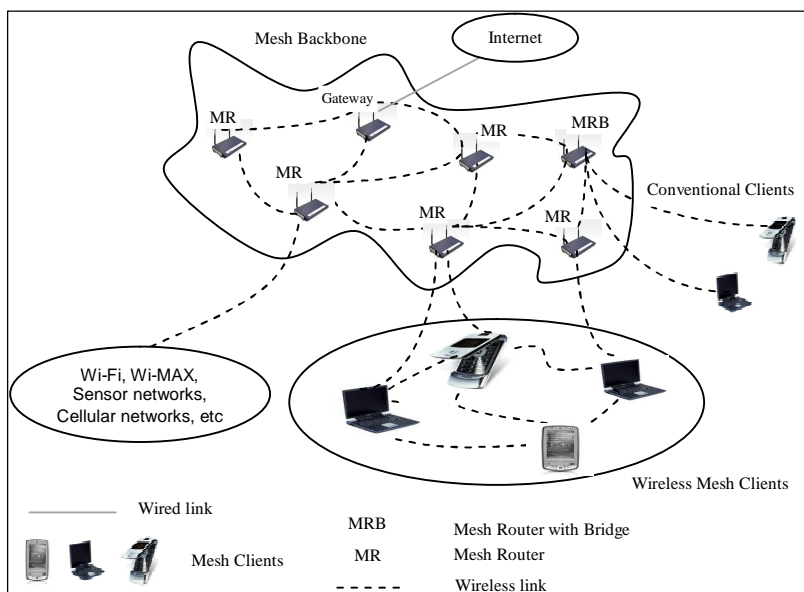 Mesh Backbone
Internet
Gateway
MR
MR
MRB
MR
MR
MR
Conventional Clients
Wi-Fi, Wi-MAX,
Sensor networks,
Cellular networks, etc
Wireless Mesh Clients
Wired link
MRB
Mesh Router with Bridge
Mesh Clients
MR
Mesh Router
Wireless link